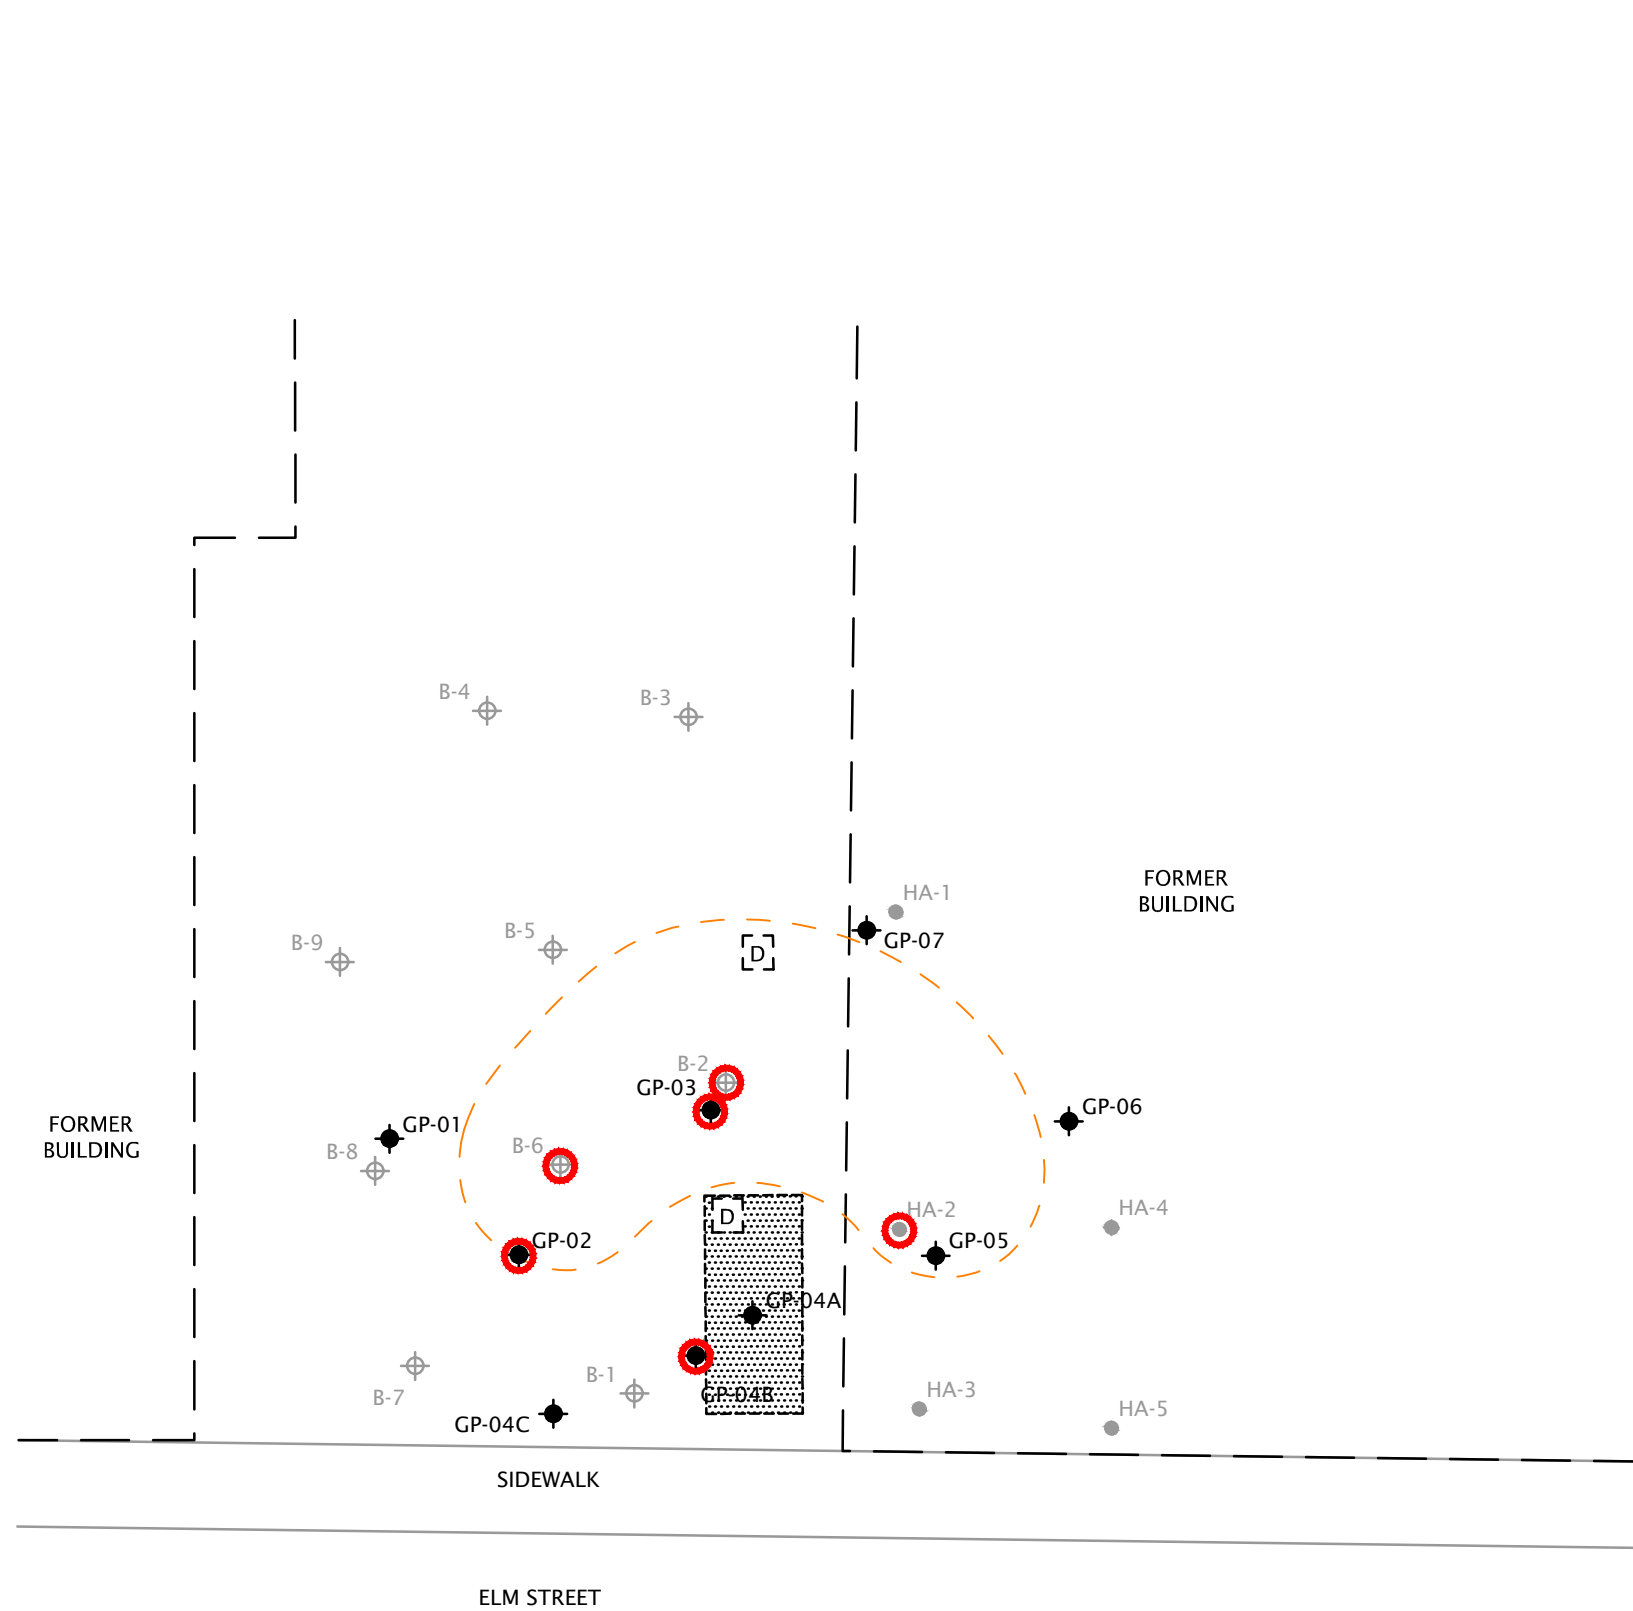 B-4
B-3
FORMER
BUILDING
HA-1
B-5
B-9
GP-07
D
B-2
GP-03
GP-06
GP-01
FORMER
BUILDING
B-8
B-6
HA-4
HA-2
D
GP-02
GP-05
GP-04A
B-1
HA-3
GP-04B
B-7
HA-5
GP-04C
SIDEWALK
ELM STREET